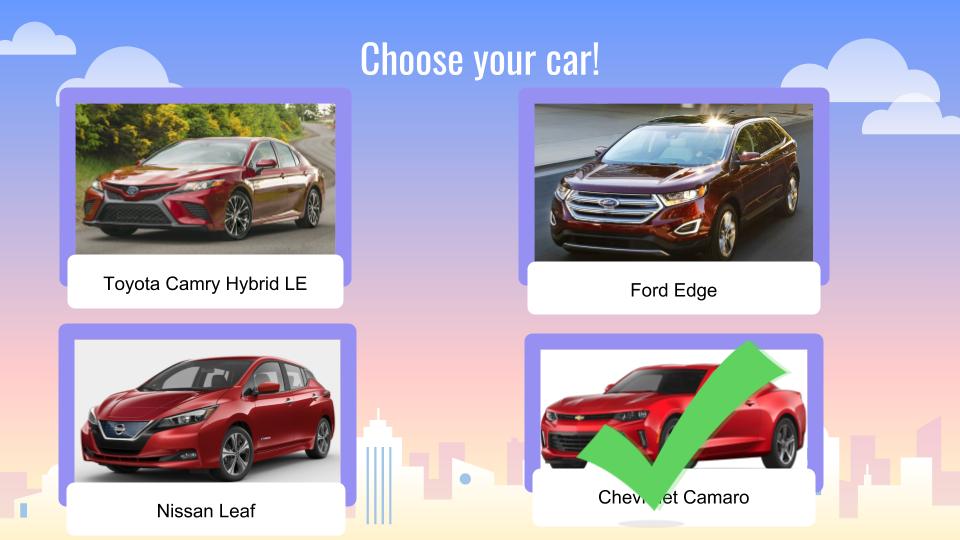 Choose your car!
Toyota Camry Hybrid LE
Ford Edge
Nissan Leaf
Camaro